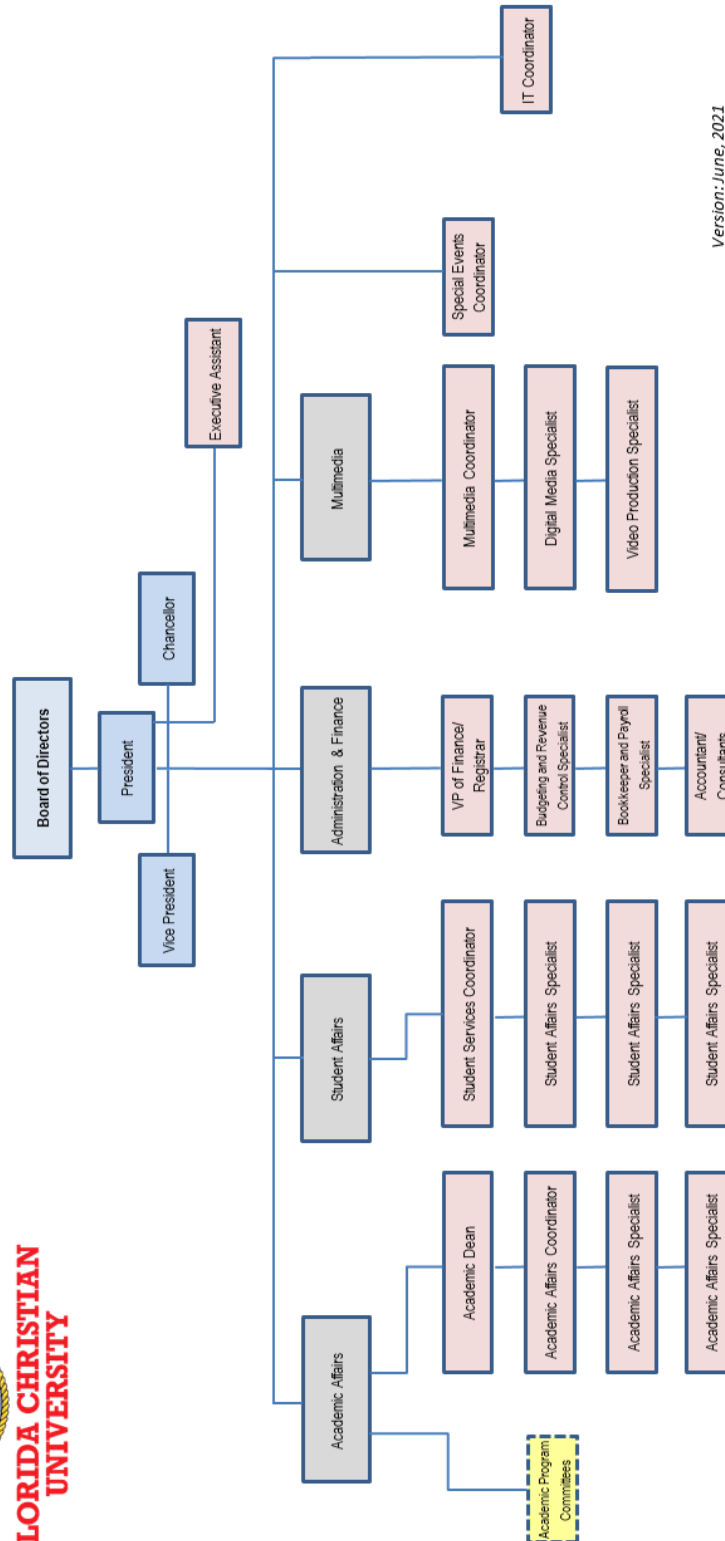 LORIDA CHRISTIAN
UNIVERSITY
Board of Directors
President
Vice President
Chancellor
Executive Assistant
Academic Affairs
Student Affairs
Administration & Finance
Multimedia
Academic Program
Committees
Academic Dean
Academic Affairs Coordinator
Academic Affairs Specialist
Academic Affairs Specialist
Student Services Coordinator
Student Affairs Specialist
Student Affairs Specialist
Student Affairs Specialist
VP of Finance/
Registrar
Budgeting and Revenue
Control Specialist
Bookkeeper and Payroll
Specialist
Accountant/
Consultants
Multimedia Coordinator
Digital Media Specialist
Video Production Specialist
Special Events
Coordinator
IT Coordinator
Version: June, 2021